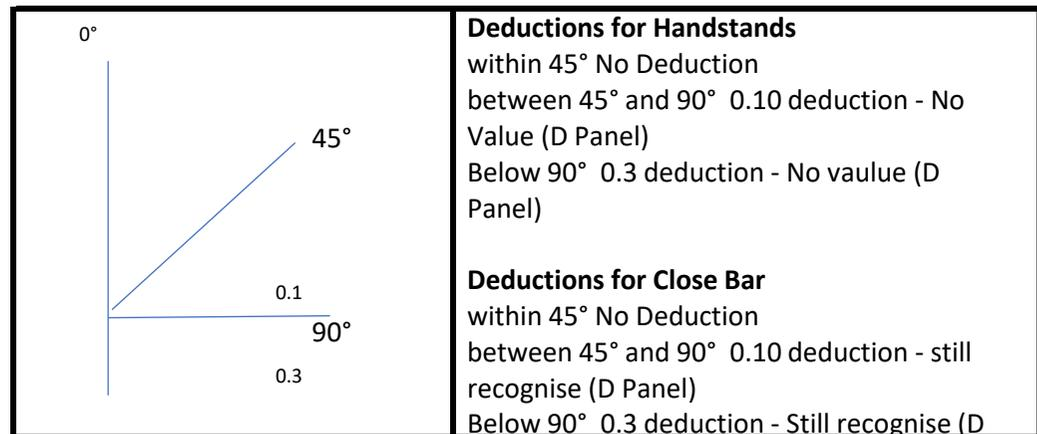 0°
45°
0.1
90°
0.3
Deductions for Handstands
within 45° No Deduction
between 45° and 90°  0.10 deduction - No
Value (D Panel)
Below 90°  0.3 deduction - No vaulue (D
Panel)
Deductions for Close Bar
within 45° No Deduction
between 45° and 90°  0.10 deduction - still
recognise (D Panel)
Below 90°  0.3 deduction - Still recognise (D